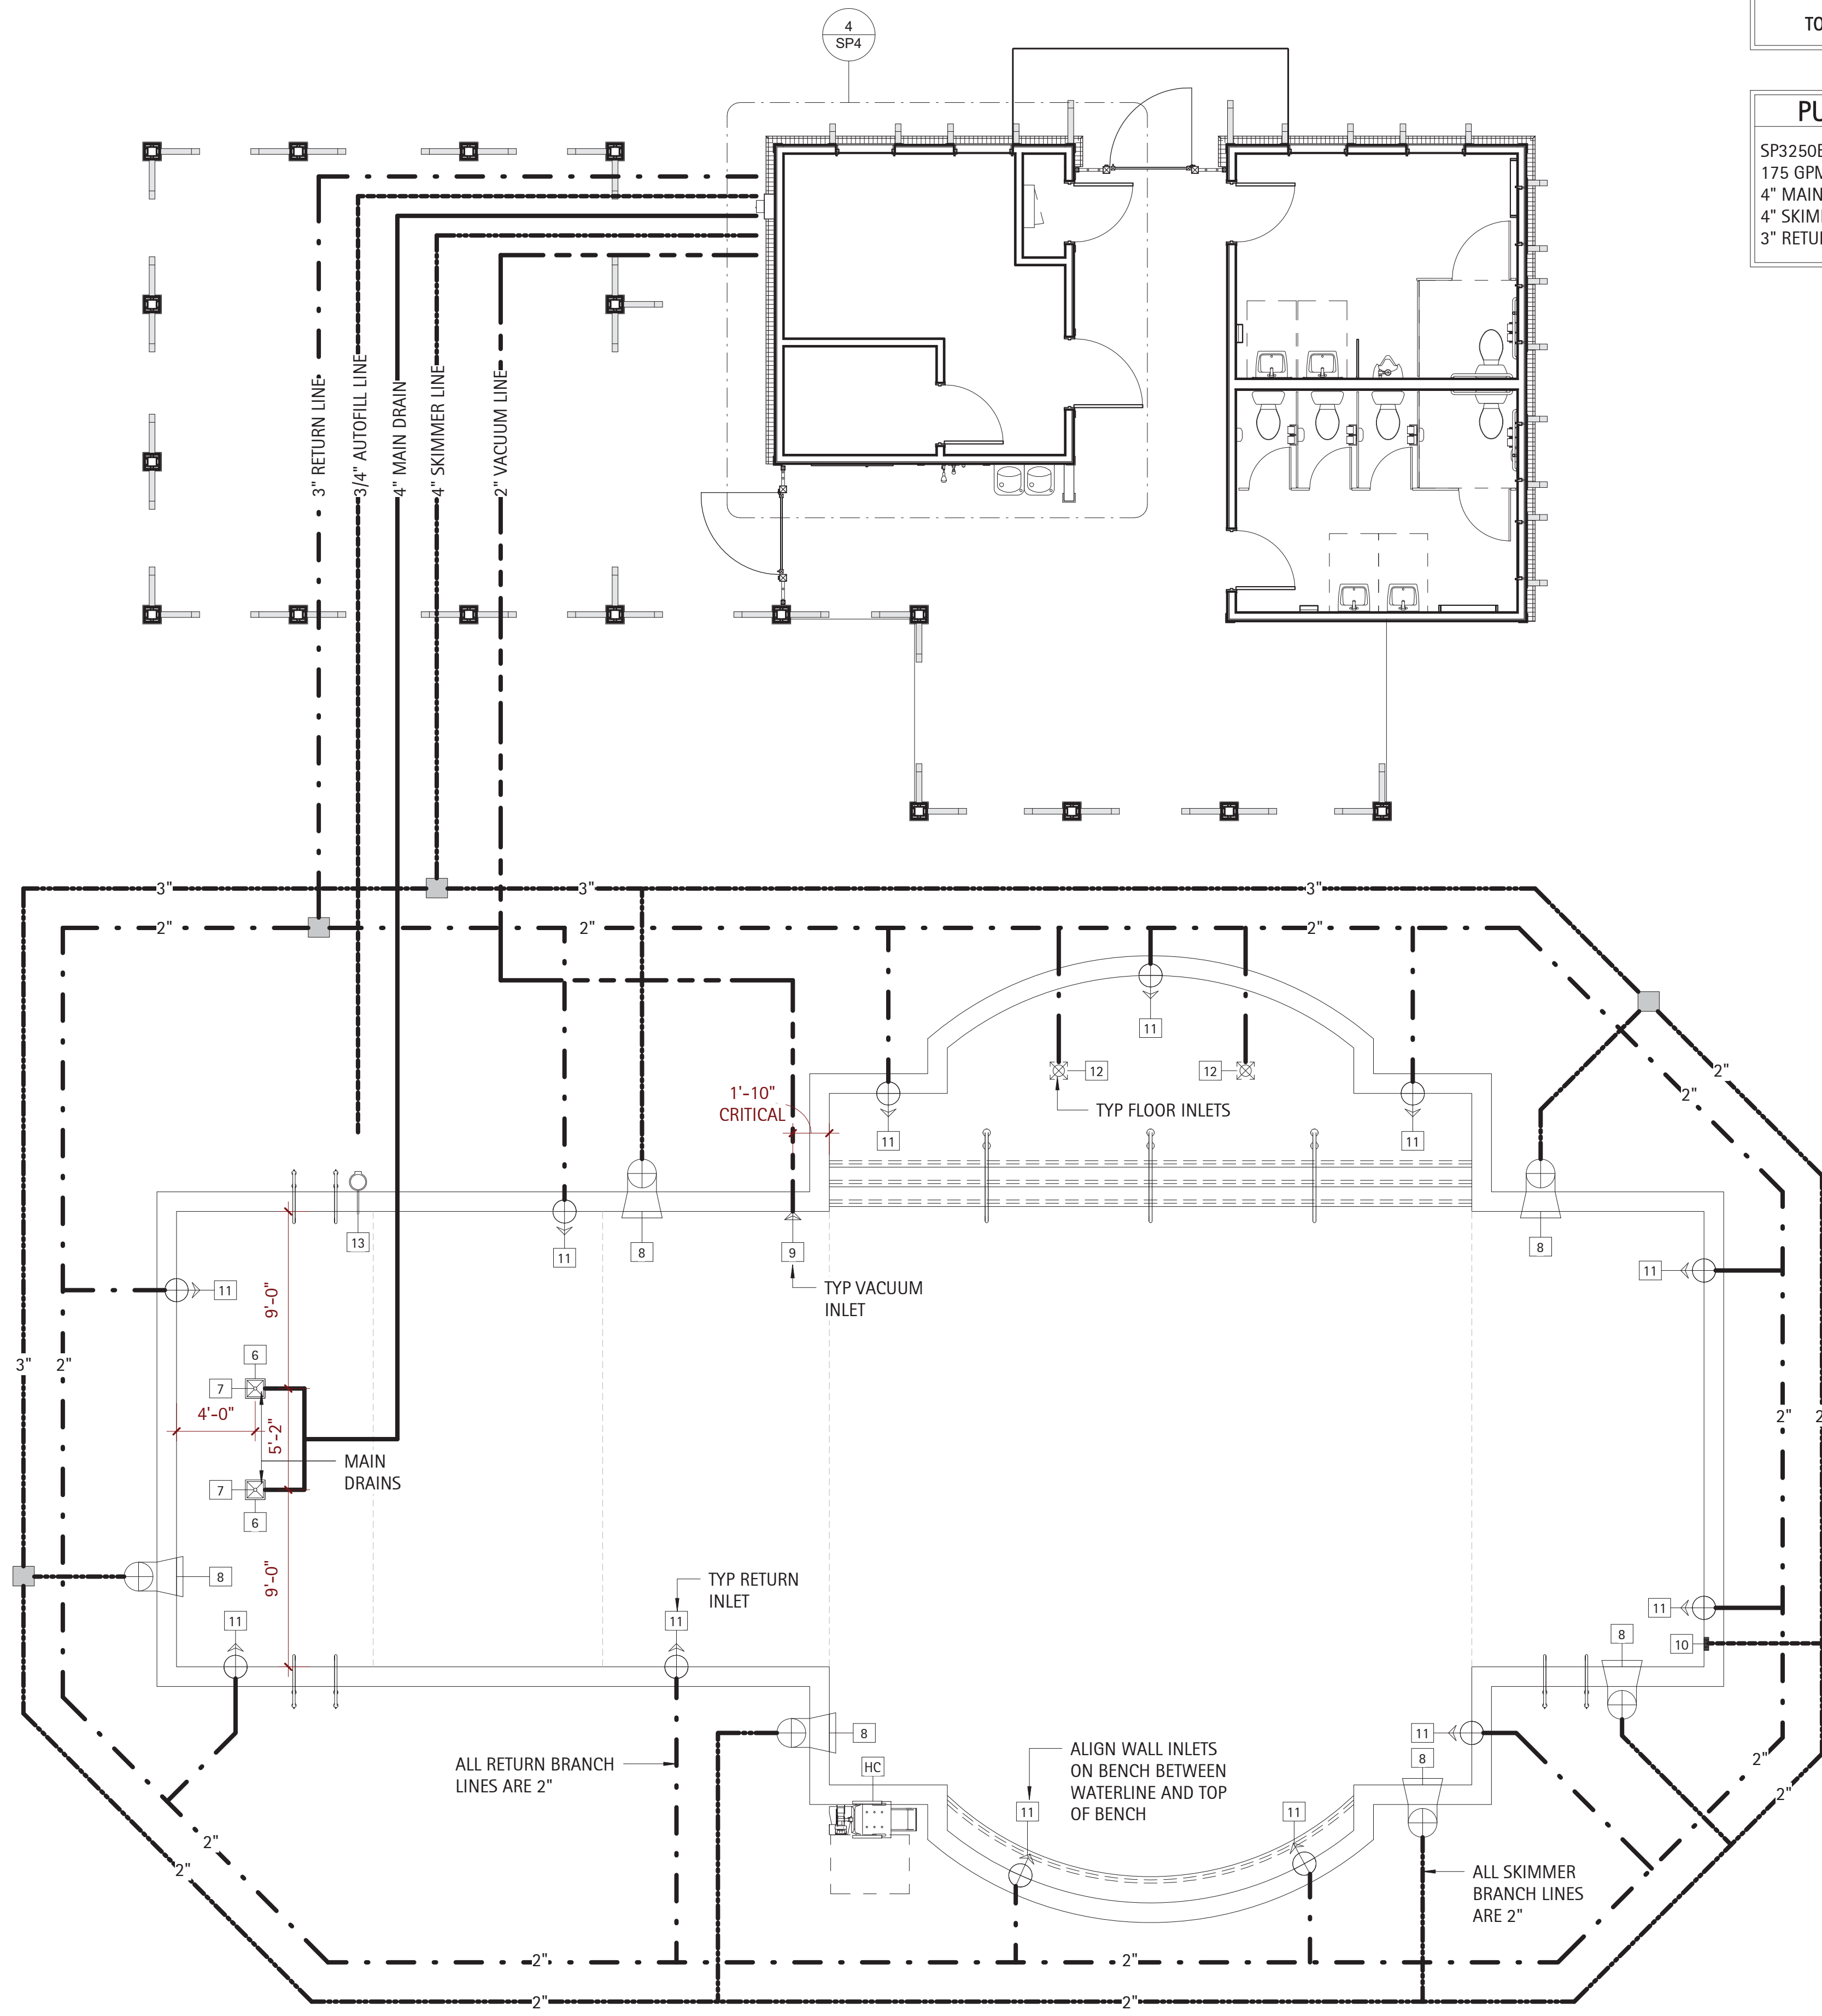 4
SP4
TO
PU
SP3250E
175 GPM
4" MAIN
4" SKIM
3" RETU
3" RETURN LINE
3/4" AUTOFILL LINE
4" MAIN DRAIN
4" SKIMMER LINE
2" VACUUM LINE
3"
3"
3"
2"
2"
2"
11
12
12
1'-10"
CRITICAL
TYP FLOOR INLETS
2"
2"
11
11
13
11
8
9
8
TYP VACUUM
INLET
11
11
9'-0"
3"
2"
6
7
4'-0"
5'-2"
MAIN
DRAINS
7
6
2"
2
8
9'-0"
TYP RETURN
INLET
11
11
11
8
10
8
11
8
ALL RETURN BRANCH
LINES ARE 2"
HC
ALIGN WALL INLETS
ON BENCH BETWEEN
WATERLINE AND TOP
OF BENCH
11
11
2"
2"
2"
2"
ALL SKIMMER
BRANCH LINES
ARE 2"
2"
2"
2"
2"